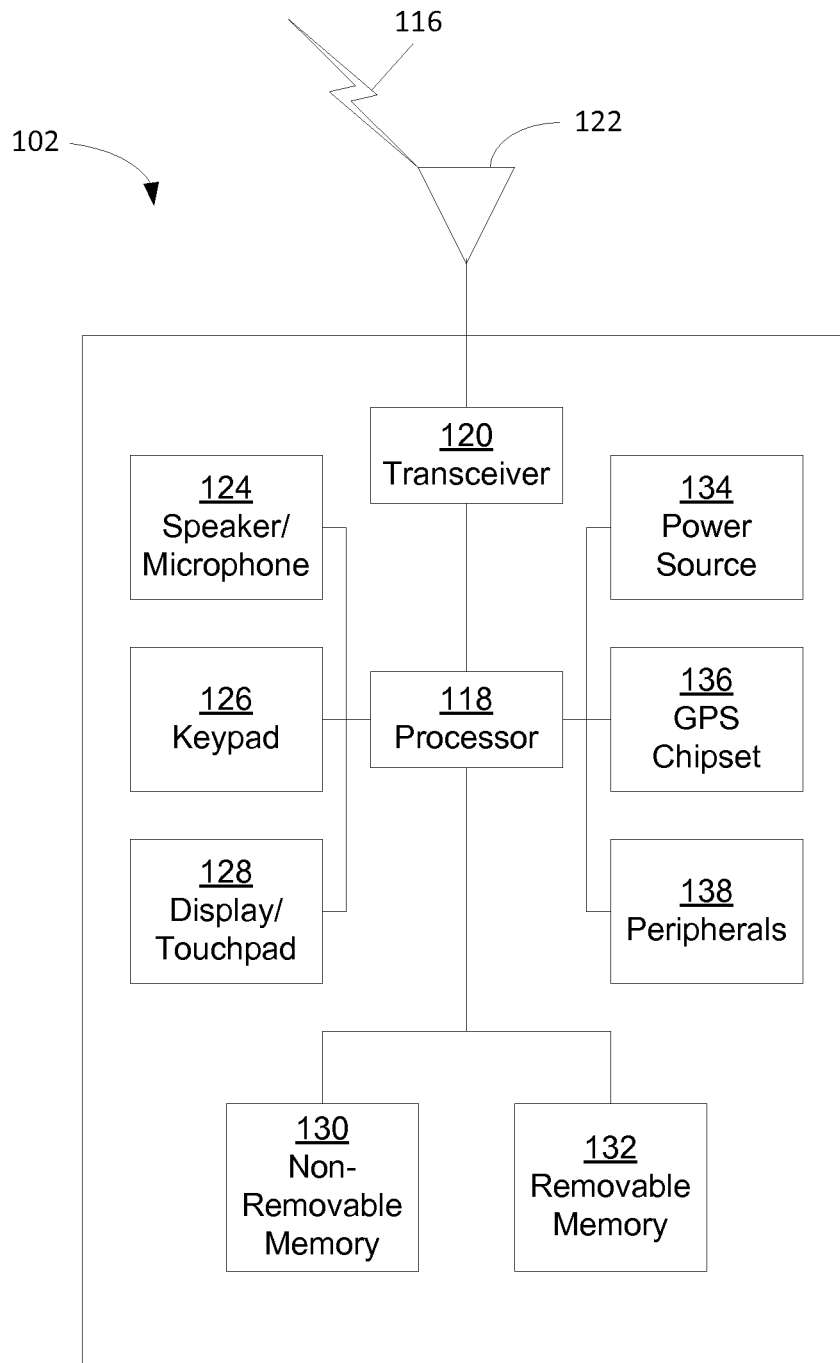 116
122
102
120
Transceiver
124
Speaker/
Microphone
134
Power
Source
126
Keypad
118
Processor
136
GPS
Chipset
128
Display/
Touchpad
138
Peripherals
130
Non-
Removable
Memory
132
Removable
Memory